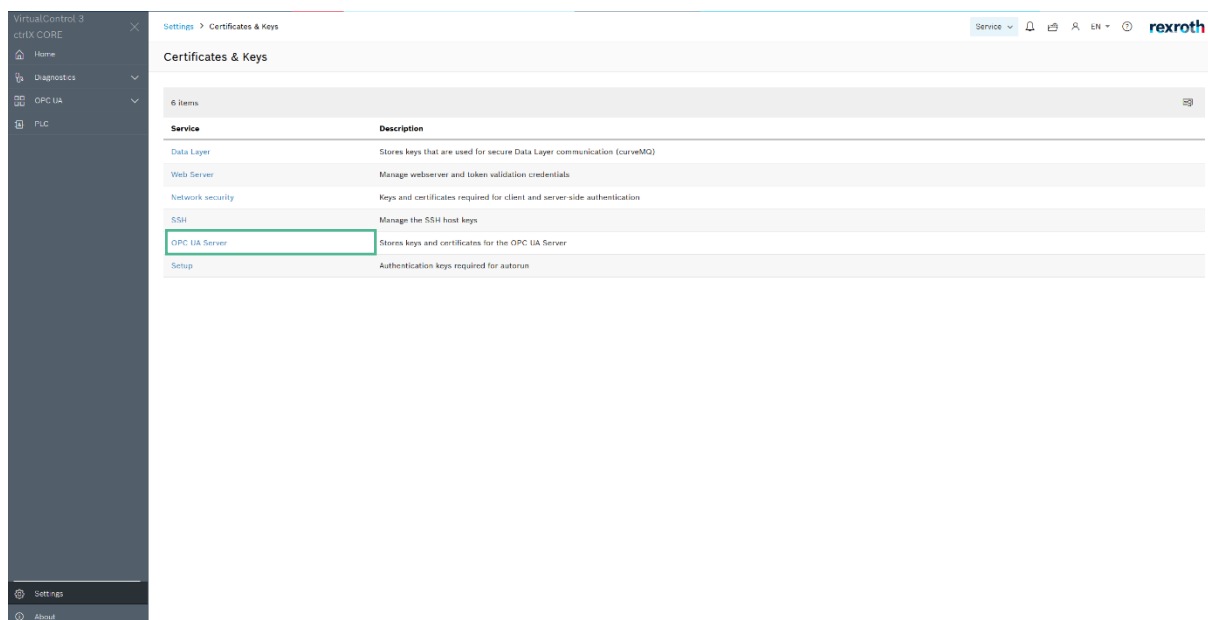 VirtualControl 3
ctrlX CORE
Home
Diagnostics
OPC UA
PLC
Settings
About
Settings > Certificates & Keys
Service
EN
rexroth
Certificates & Keys
6 items
Service Description
Data Layer Stores keys that are used for secure Data Layer communication (curveMQ)
Web Server Manage webserver and token validation credentials
Network security Keys and certificates required for client and server-side authentication
SSH Manage the SSH host keys
OPC UA Server Stores keys and certificates for the OPC UA Server
Setup Authentication keys required for autorun